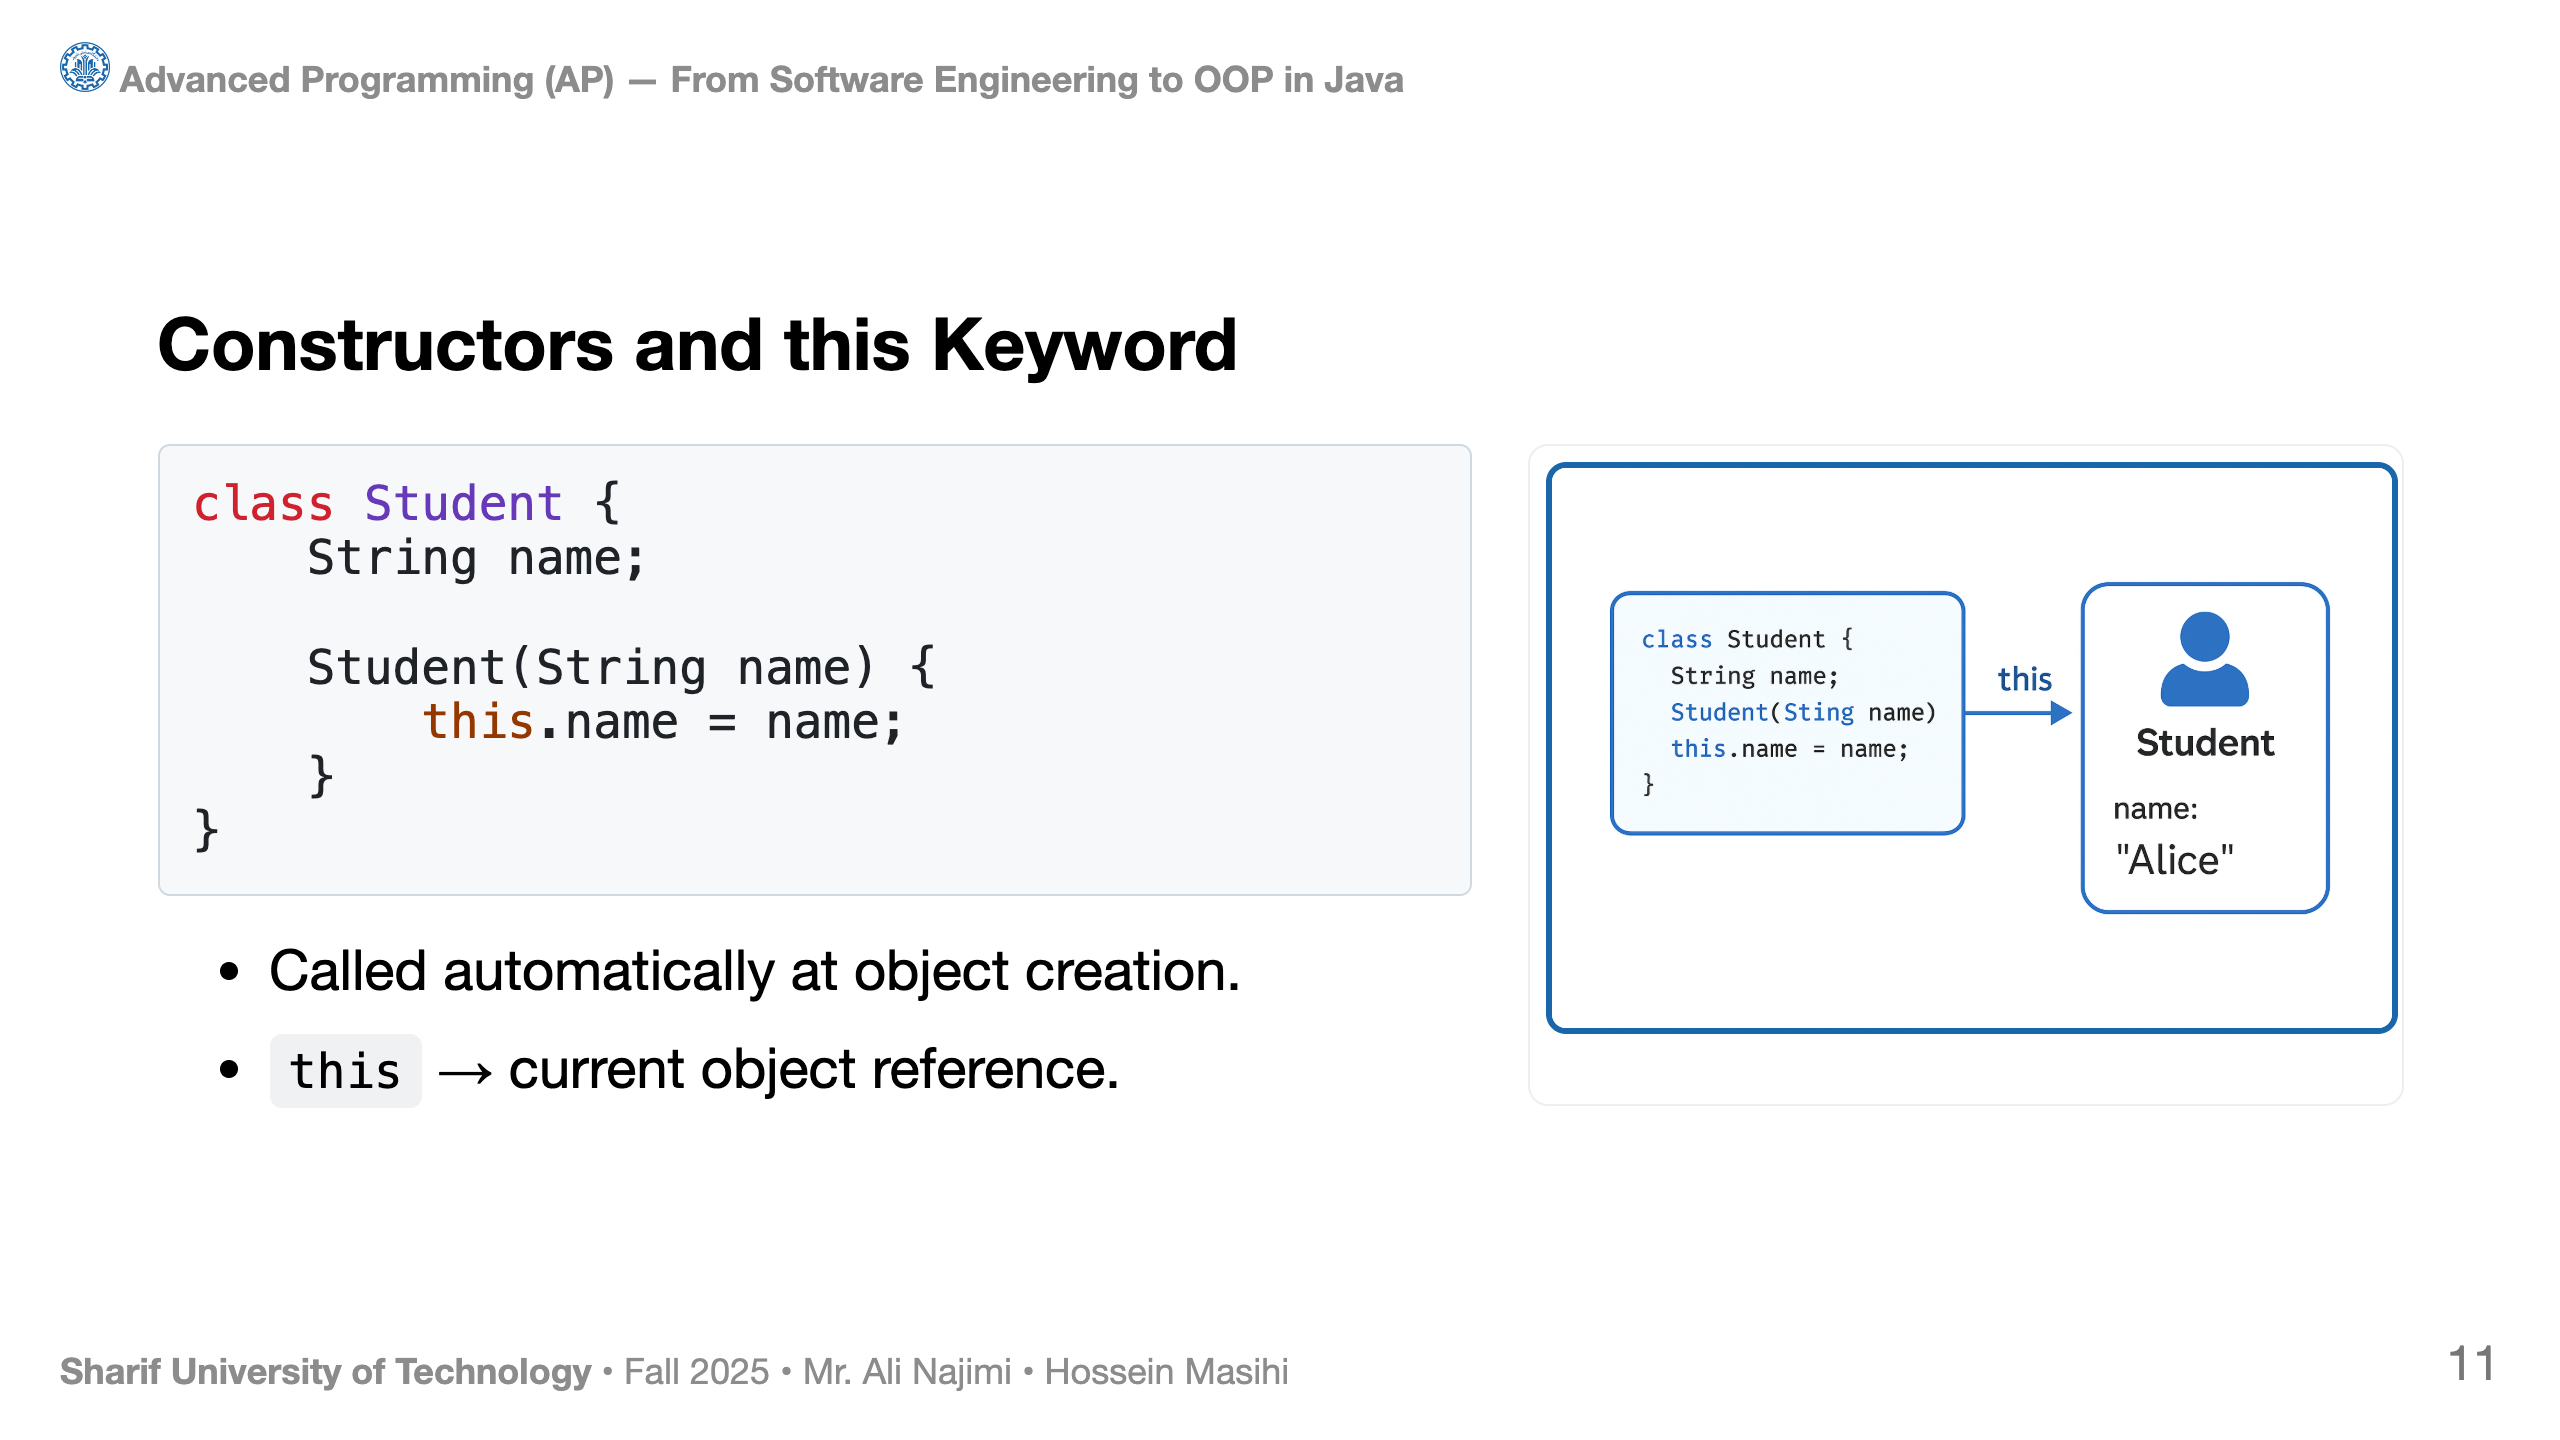 Advanced Programming (AP) — From Software Engineering to OOP in Java
Constructors and this Keyword
class Student {
    String name;
    Student(String name) {
        this.name = name;
    }
}
• Called automatically at object creation.
• this → current object reference.
class Student {
  String name;
  Student(Sting name)
  this.name = name;
}
this
Student
name:
"Alice"
Sharif University of Technology • Fall 2025 • Mr. Ali Najimi • Hossein Masihi
11